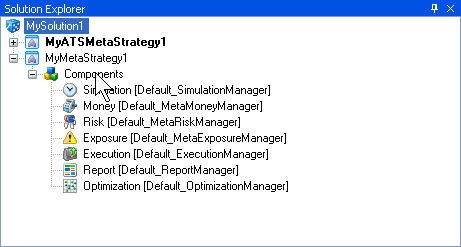 Solution Explorer
MySolution1
MyATSMetaStrategy1
MyMetaStrategy1
Components
Simulation [Default_SimulationManager]
Money [Default_MetaMoneyManager]
Risk [Default_MetaRiskManager]
Exposure [Default_MetaExposureManager]
Execution [Default_ExecutionManager]
Report [Default_ReportManager]
Optimization [Default_OptimizationManager]